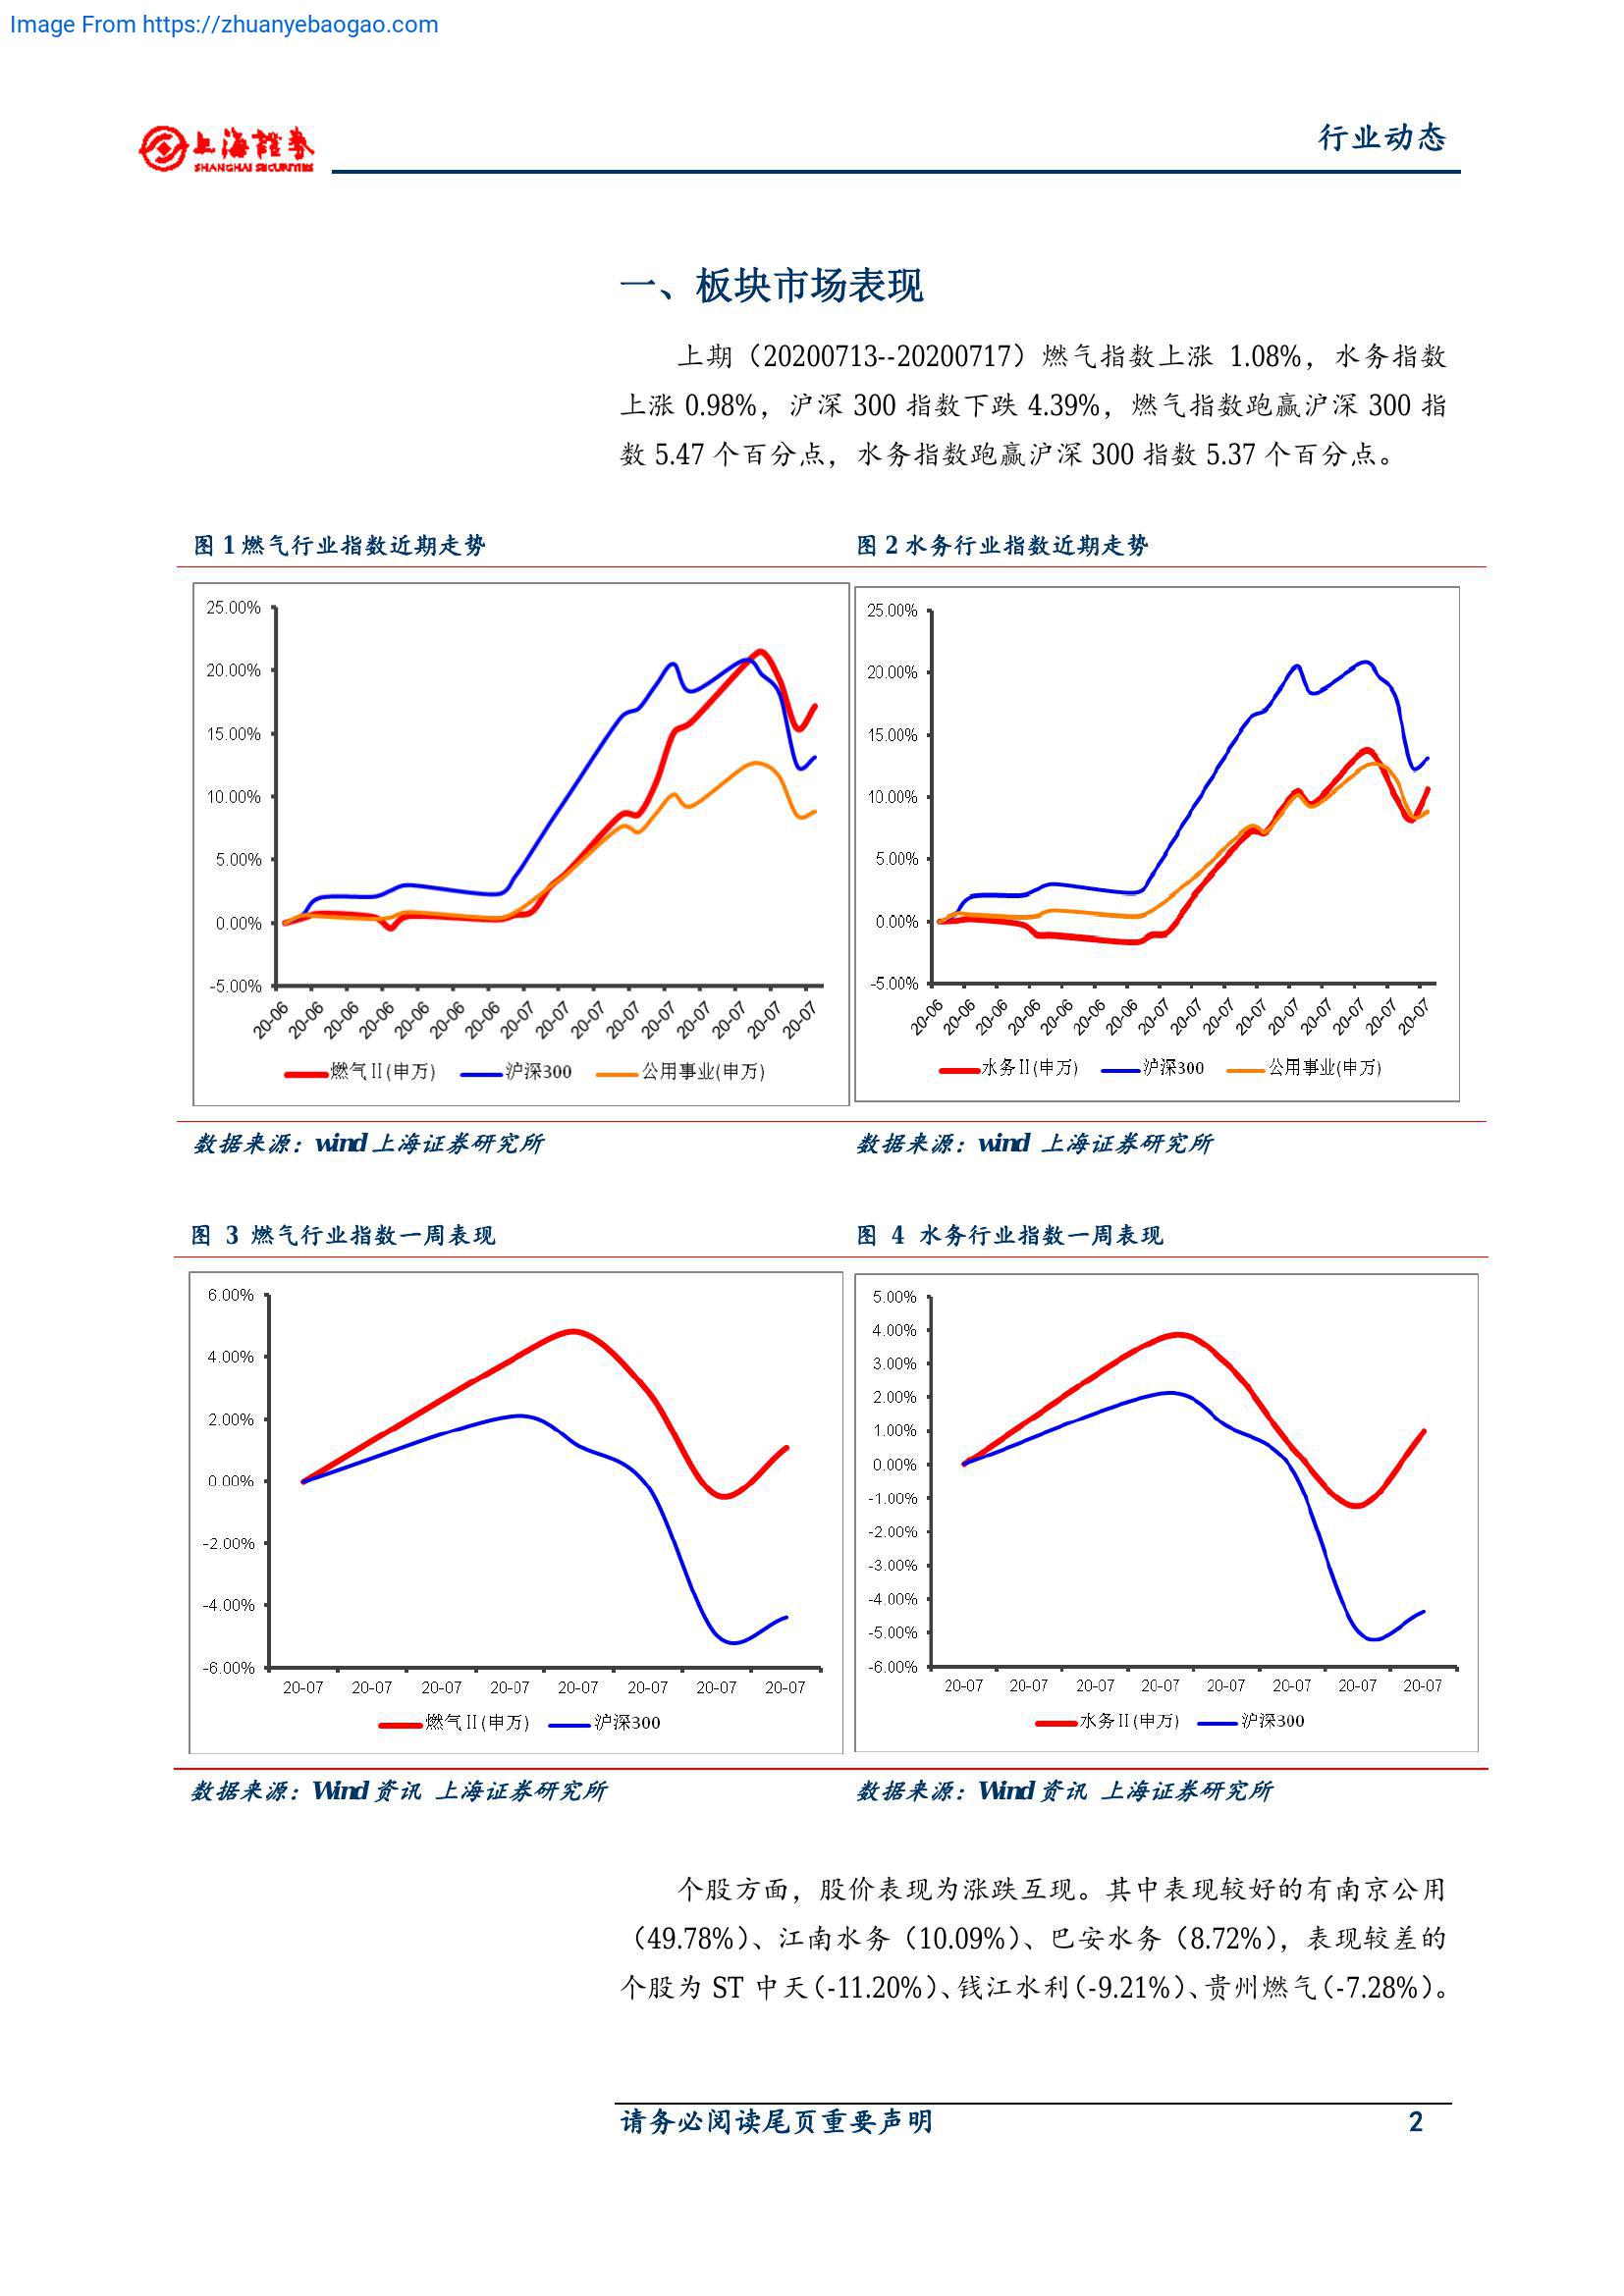 Image From https://zhuanyebaogao.com
上海證券
SHANGHAI SECURITIES
行业动态
一、板块市场表现
上期（20200713--20200717）燃气指数上涨 1.08%，水务指数
上涨 0.98%，沪深 300 指数下跌 4.39%，燃气指数跑赢沪深 300 指
数 5.47 个百分点，水务指数跑赢沪深 300 指数 5.37 个百分点。
图 1 燃气行业指数近期走势
25.00%
20.00%
15.00%
10.00%
5.00%
0.00%
-5.00%
20-06 20-06 20-06 20-06 20-06 20-06 20-06 20-07 20-07 20-07 20-07 20-07 20-07 20-07 20-07 20-07
燃气Ⅱ(申万) 沪深300 公用事业(申万)
数据来源：wind 上海证券研究所
图 2 水务行业指数近期走势
25.00%
20.00%
15.00%
10.00%
5.00%
0.00%
-5.00%
20-06 20-06 20-06 20-06 20-06 20-06 20-06 20-07 20-07 20-07 20-07 20-07 20-07 20-07 20-07 20-07
水务Ⅱ(申万) 沪深300 公用事业(申万)
数据来源：wind 上海证券研究所
图 3 燃气行业指数一周表现
6.00%
4.00%
2.00%
0.00%
-2.00%
-4.00%
-6.00%
20-07 20-07 20-07 20-07 20-07 20-07 20-07 20-07
燃气Ⅱ(申万) 沪深300
数据来源：Wind 资讯 上海证券研究所
图 4 水务行业指数一周表现
5.00%
4.00%
3.00%
2.00%
1.00%
0.00%
-1.00%
-2.00%
-3.00%
-4.00%
-5.00%
-6.00%
20-07 20-07 20-07 20-07 20-07 20-07 20-07 20-07
水务Ⅱ(申万) 沪深300
数据来源：Wind 资讯 上海证券研究所
个股方面，股价表现为涨跌互现。其中表现较好的有南京公用
（49.78%）、江南水务（10.09%）、巴安水务（8.72%），表现较差的
个股为 ST 中天（-11.20%）、钱江水利（-9.21%）、贵州燃气（-7.28%）。
请务必阅读尾页重要声明
2